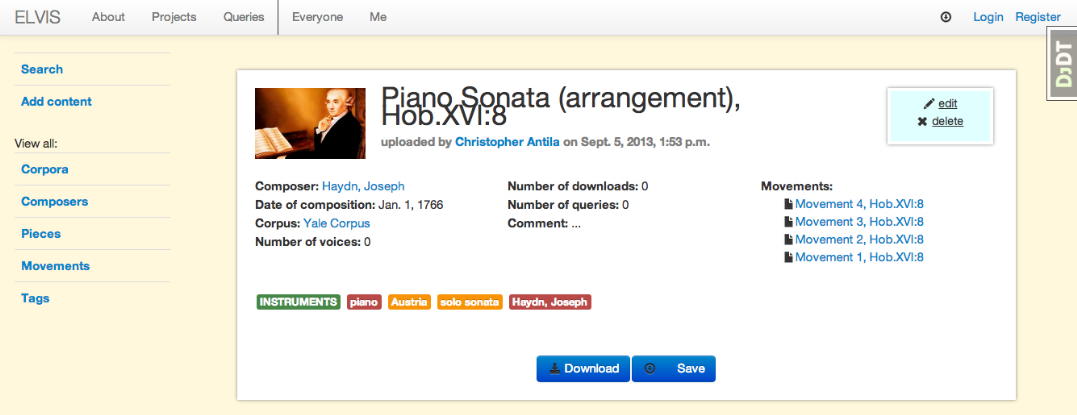 ELVIS About Projects Queries Everyone Me Login Register
DJDT
Search
Add content
View all:
Corpora
Composers
Pieces
Movements
Tags
Piano Sonata (arrangement),
Hob.XVI:8
uploaded by Christopher Antila on Sept. 5, 2013, 1:53 p.m.
edit
delete
Composer: Haydn, Joseph
Date of composition: Jan. 1, 1766
Corpus: Yale Corpus
Number of voices: 0
Number of downloads: 0
Number of queries: 0
Comment: ...
Movements:
Movement 4, Hob.XVI:8
Movement 3, Hob.XVI:8
Movement 2, Hob.XVI:8
Movement 1, Hob.XVI:8
INSTRUMENTS piano Austria solo sonata Haydn, Joseph
Download Save